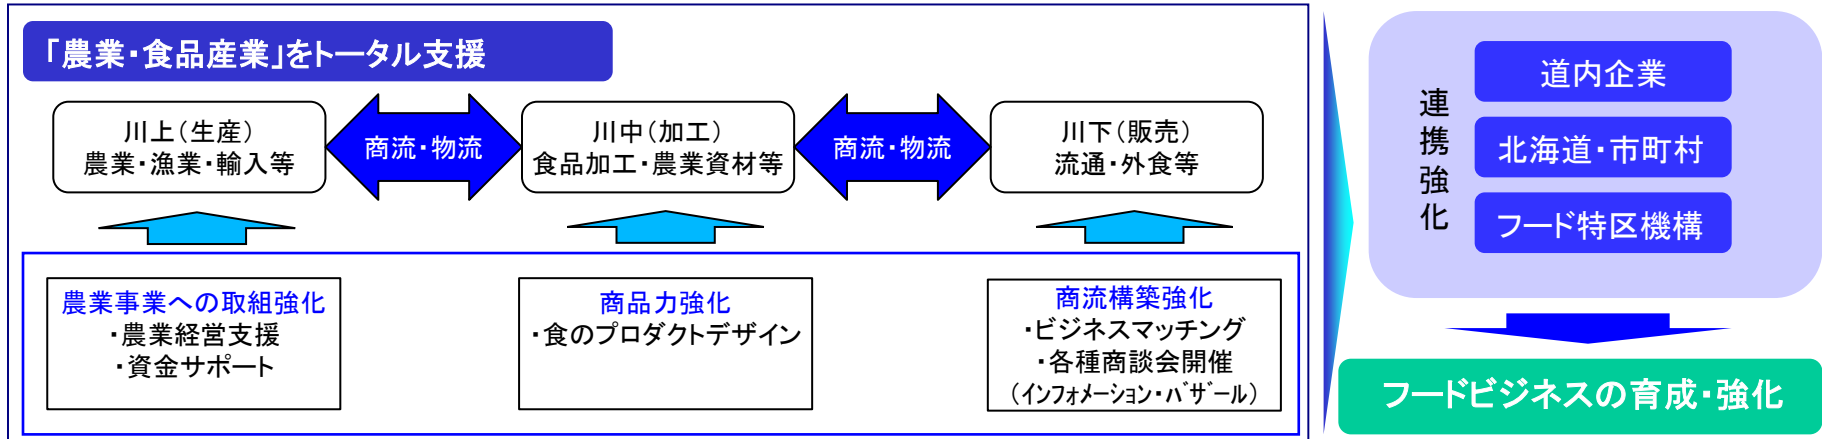 「農業・食品産業」をトータル支援
川上(生産)
農業・漁業・輸入等
商流・物流
川中(加工)
食品加工・農業資材等
商流・物流
川下(販売)
流通・外食等
農業事業への取組強化
・農業経営支援
・資金サポート
商品力強化
・食のプロダクトデザイン
商流構築強化
・ビジネスマッチング
・各種商談会開催
(ｲﾝﾌｫﾒｰｼｮﾝ・ﾊﾞｻﾞｰﾙ)
連携強化
道内企業
北海道・市町村
フード特区機構
フードビジネスの育成・強化